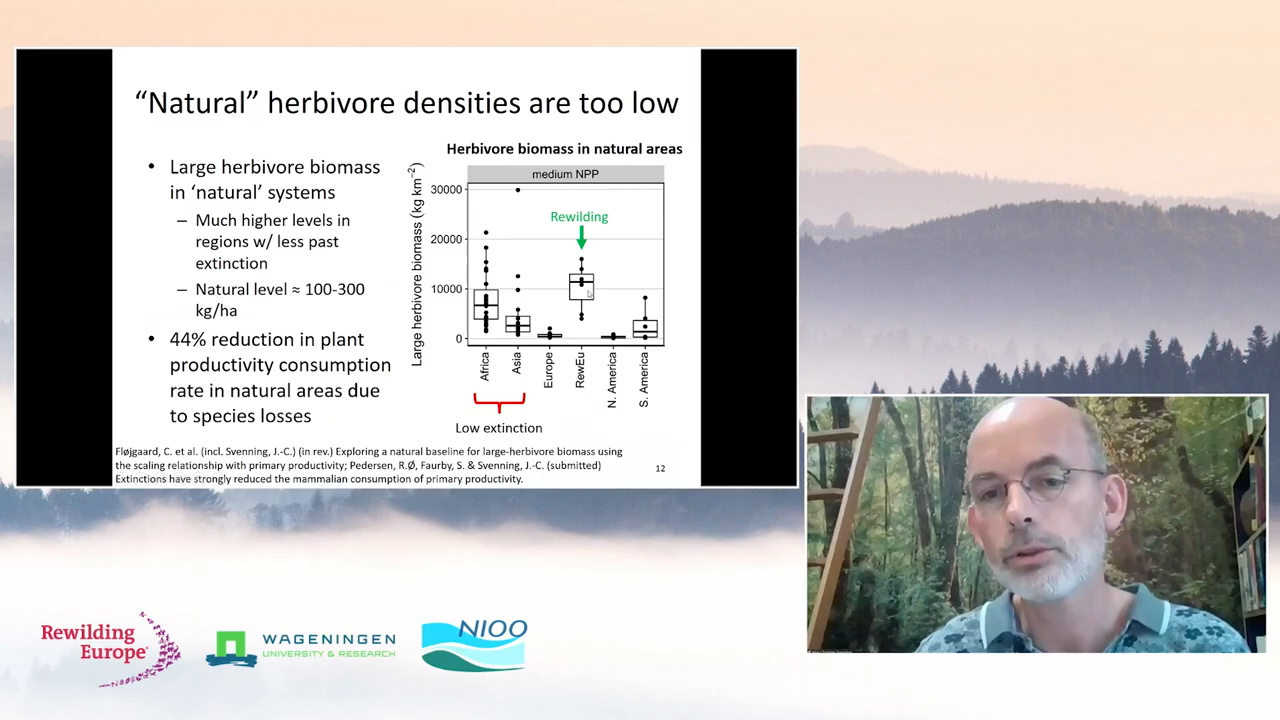 “Natural” herbivore densities are too low
• Large herbivore biomass
in ‘natural’ systems
– Much higher levels in
regions w/ less past
extinction
– Natural level ≈ 100-300
kg/ha
• 44% reduction in plant
productivity consumption
rate in natural areas due
to species losses
Herbivore biomass in natural areas
medium NPP
Large herbivore biomass (kg km⁻²)
30000
20000
10000
0
Rewilding
Africa
Asia
Europe
RewEu
N. America
S. America
Low extinction
Fløjgaard, C. et al. (incl. Svenning, J.-C.) (in rev.) Exploring a natural baseline for large-herbivore biomass using
the scaling relationship with primary productivity; Pedersen, R.Ø, Faurby, S. & Svenning, J.-C. (submitted)
Extinctions have strongly reduced the mammalian consumption of primary productivity.
12
Rewilding
Europe
WAGENINGEN
UNIVERSITY & RESEARCH
NIOO